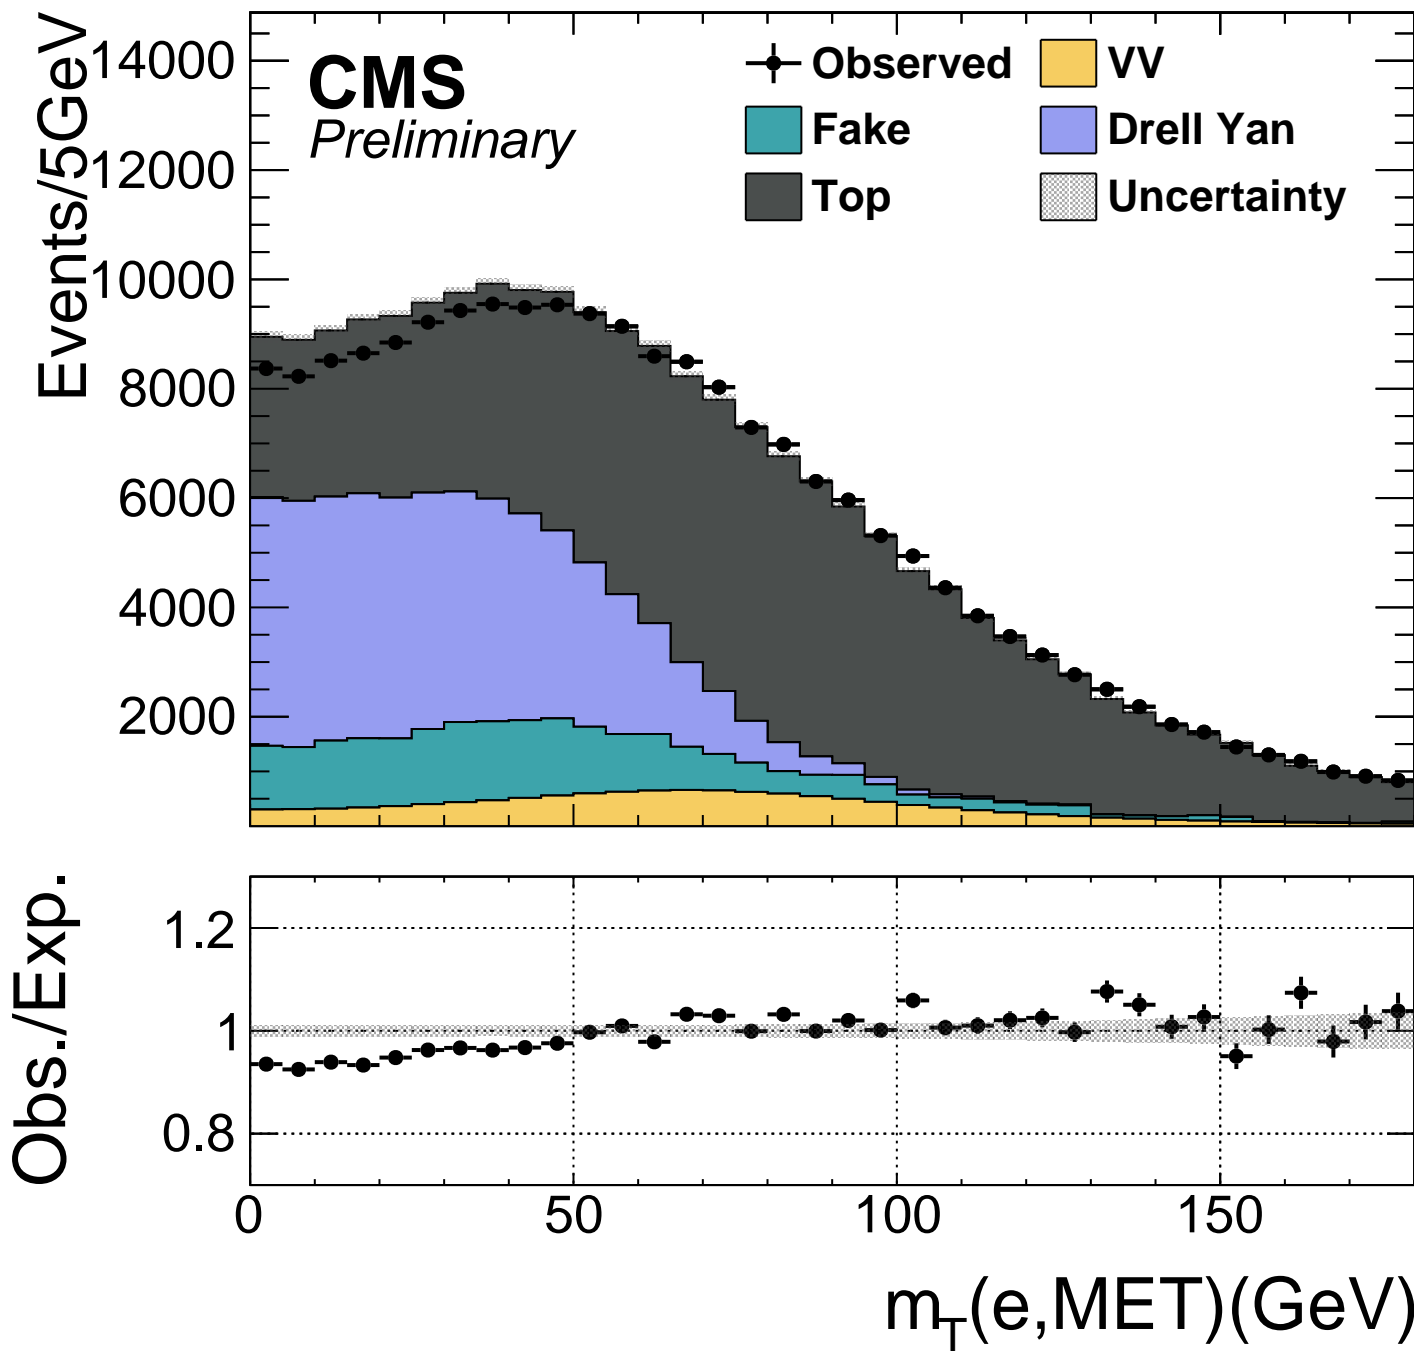 Events/5GeV
14000
12000
10000
8000
6000
4000
2000
CMS
Preliminary
Observed
VV
Fake
Drell Yan
Top
Uncertainty
Obs./Exp.
1.2
1
0.8
0
50
100
150
m_T(e,MET)(GeV)